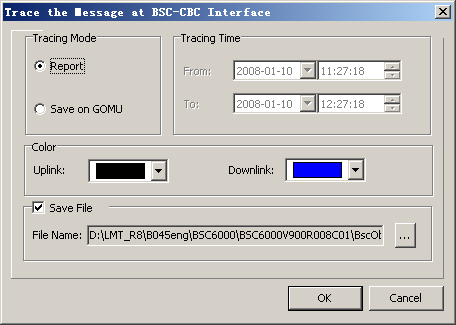 Trace the Message at BSC-CBC Interface
Tracing Mode
Report
Save on GOMU
Tracing Time
From: 2008-01-10 11:27:18
To: 2008-01-10 12:27:18
Color
Uplink: Downlink:
Save File
File Name: D:\LMT_R8\B045eng\BSC6000\BSC6000V900R008C01\BscOb ...
OK Cancel